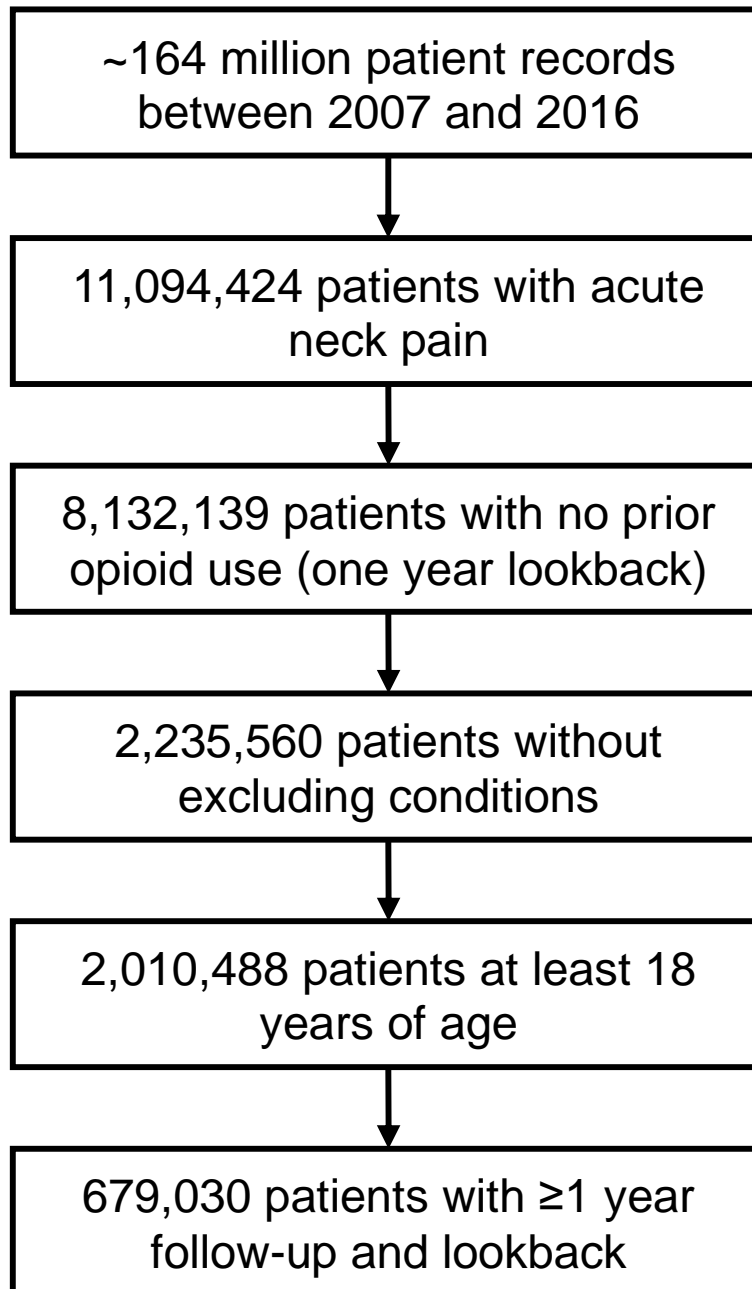 ~164 million patient records
between 2007 and 2016
11,094,424 patients with acute
neck pain
8,132,139 patients with no prior
opioid use (one year lookback)
2,235,560 patients without
excluding conditions
2,010,488 patients at least 18
years of age
679,030 patients with ≥1 year
follow-up and lookback